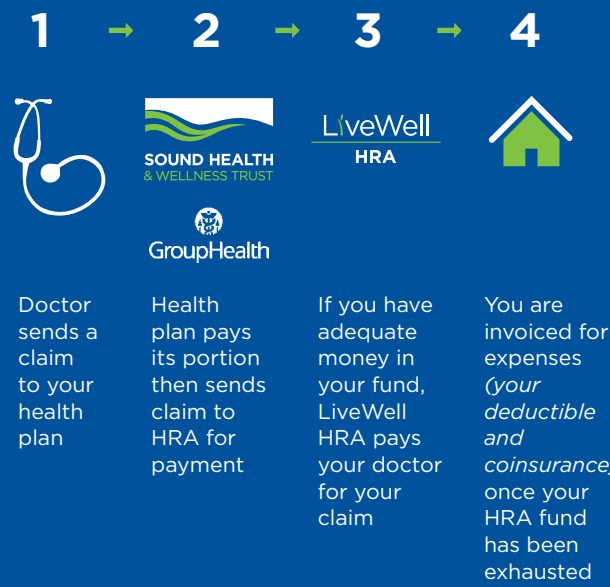 1 → 2 → 3 → 4
SOUND HEALTH
& WELLNESS TRUST
GroupHealth
LiveWell
HRA
Doctor
sends a
claim
to your
health
plan
Health
plan pays
its portion
then sends
claim to
HRA for
payment
If you have
adequate
money in
your fund,
LiveWell
HRA pays
your doctor
for your
claim
You are
invoiced for
expenses
(your
deductible
and
coinsurance)
once your
HRA fund
has been
exhausted